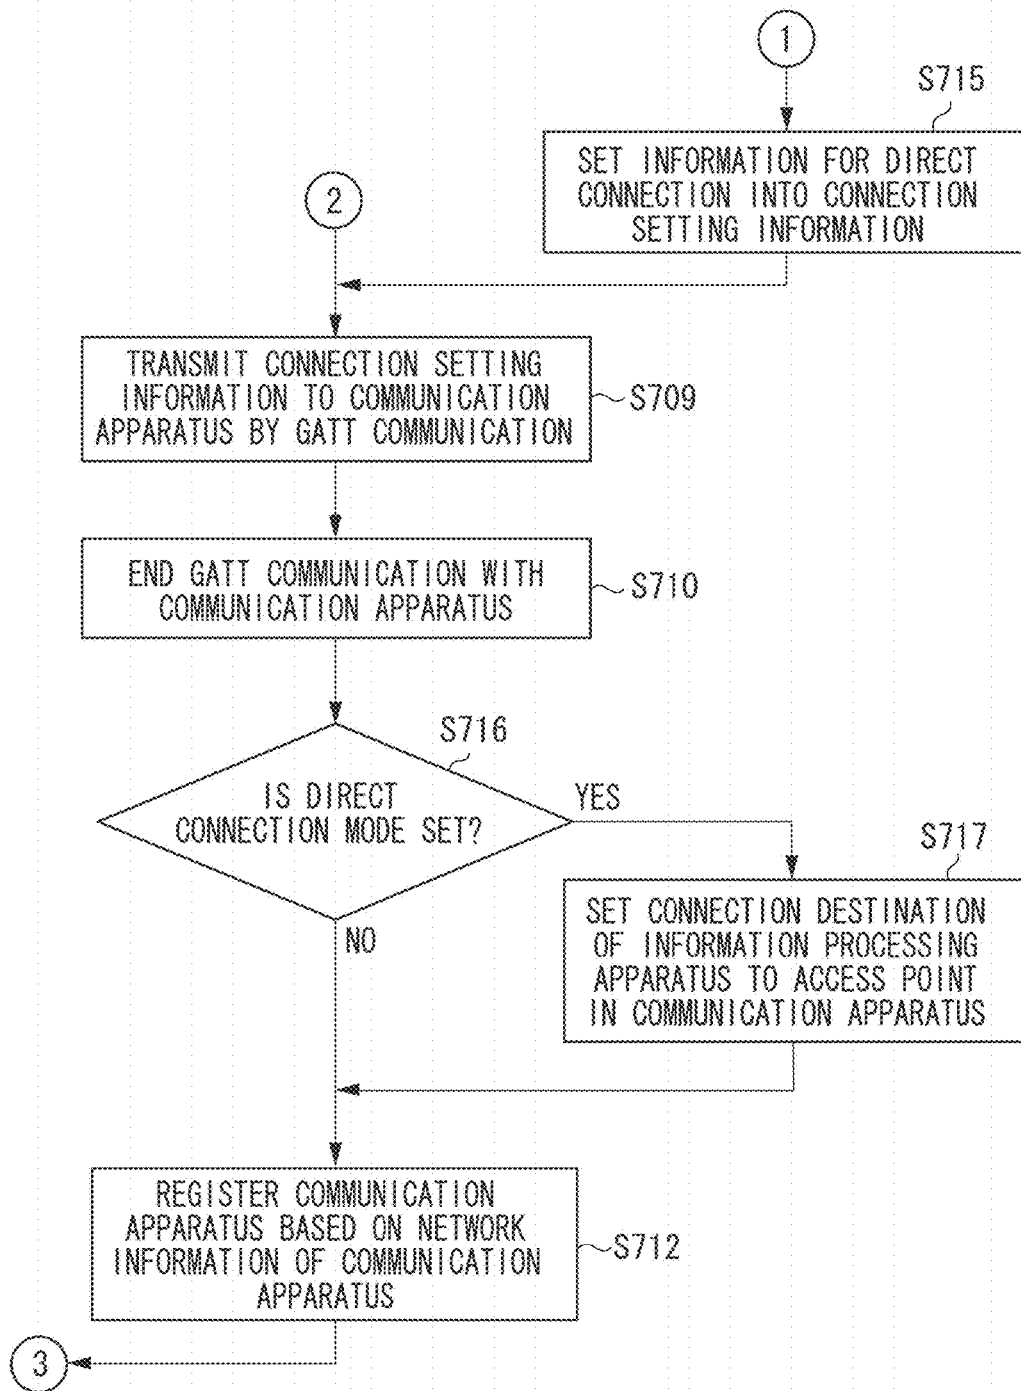 1
S715
SET INFORMATION FOR DIRECT
CONNECTION INTO CONNECTION
SETTING INFORMATION
2
TRANSMIT CONNECTION SETTING
INFORMATION TO COMMUNICATION
APPARATUS BY GATT COMMUNICATION
S709
END GATT COMMUNICATION WITH
COMMUNICATION APPARATUS
S710
S716
IS DIRECT
CONNECTION MODE SET?
YES
NO
S717
SET CONNECTION DESTINATION
OF INFORMATION PROCESSING
APPARATUS TO ACCESS POINT
IN COMMUNICATION APPARATUS
REGISTER COMMUNICATION
APPARATUS BASED ON NETWORK
INFORMATION OF COMMUNICATION
APPARATUS
S712
3